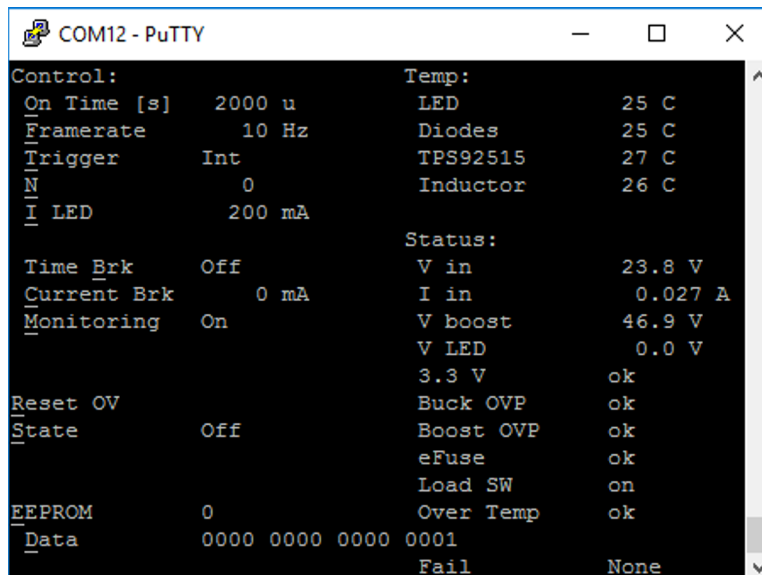 COM12 - PuTTY
Control: Temp:
On Time [s] 2000 u LED 25 C
Framerate 10 Hz Diodes 25 C
Trigger Int TPS92515 27 C
N 0 Inductor 26 C
I LED 200 mA
Status:
Time Brk Off V in 23.8 V
Current Brk 0 mA I in 0.027 A
Monitoring On V boost 46.9 V
V LED 0.0 V
3.3 V ok
Reset OV Buck OVP ok
State Off Boost OVP ok
eFuse ok
Load SW on
EEPROM 0 Over Temp ok
Data 0000 0000 0000 0001
Fail None